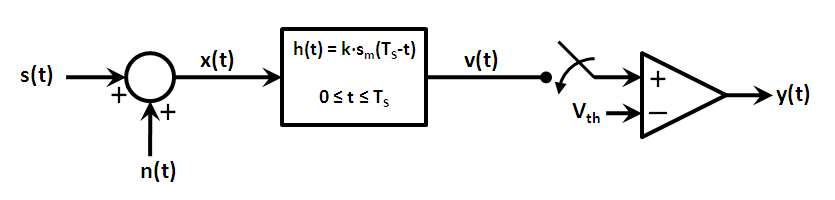 s(t)
+
+
n(t)
x(t)
h(t) = k·sₘ(Tₛ-t)
0 ≤ t ≤ Tₛ
v(t)
+
Vₜₕ
−
y(t)